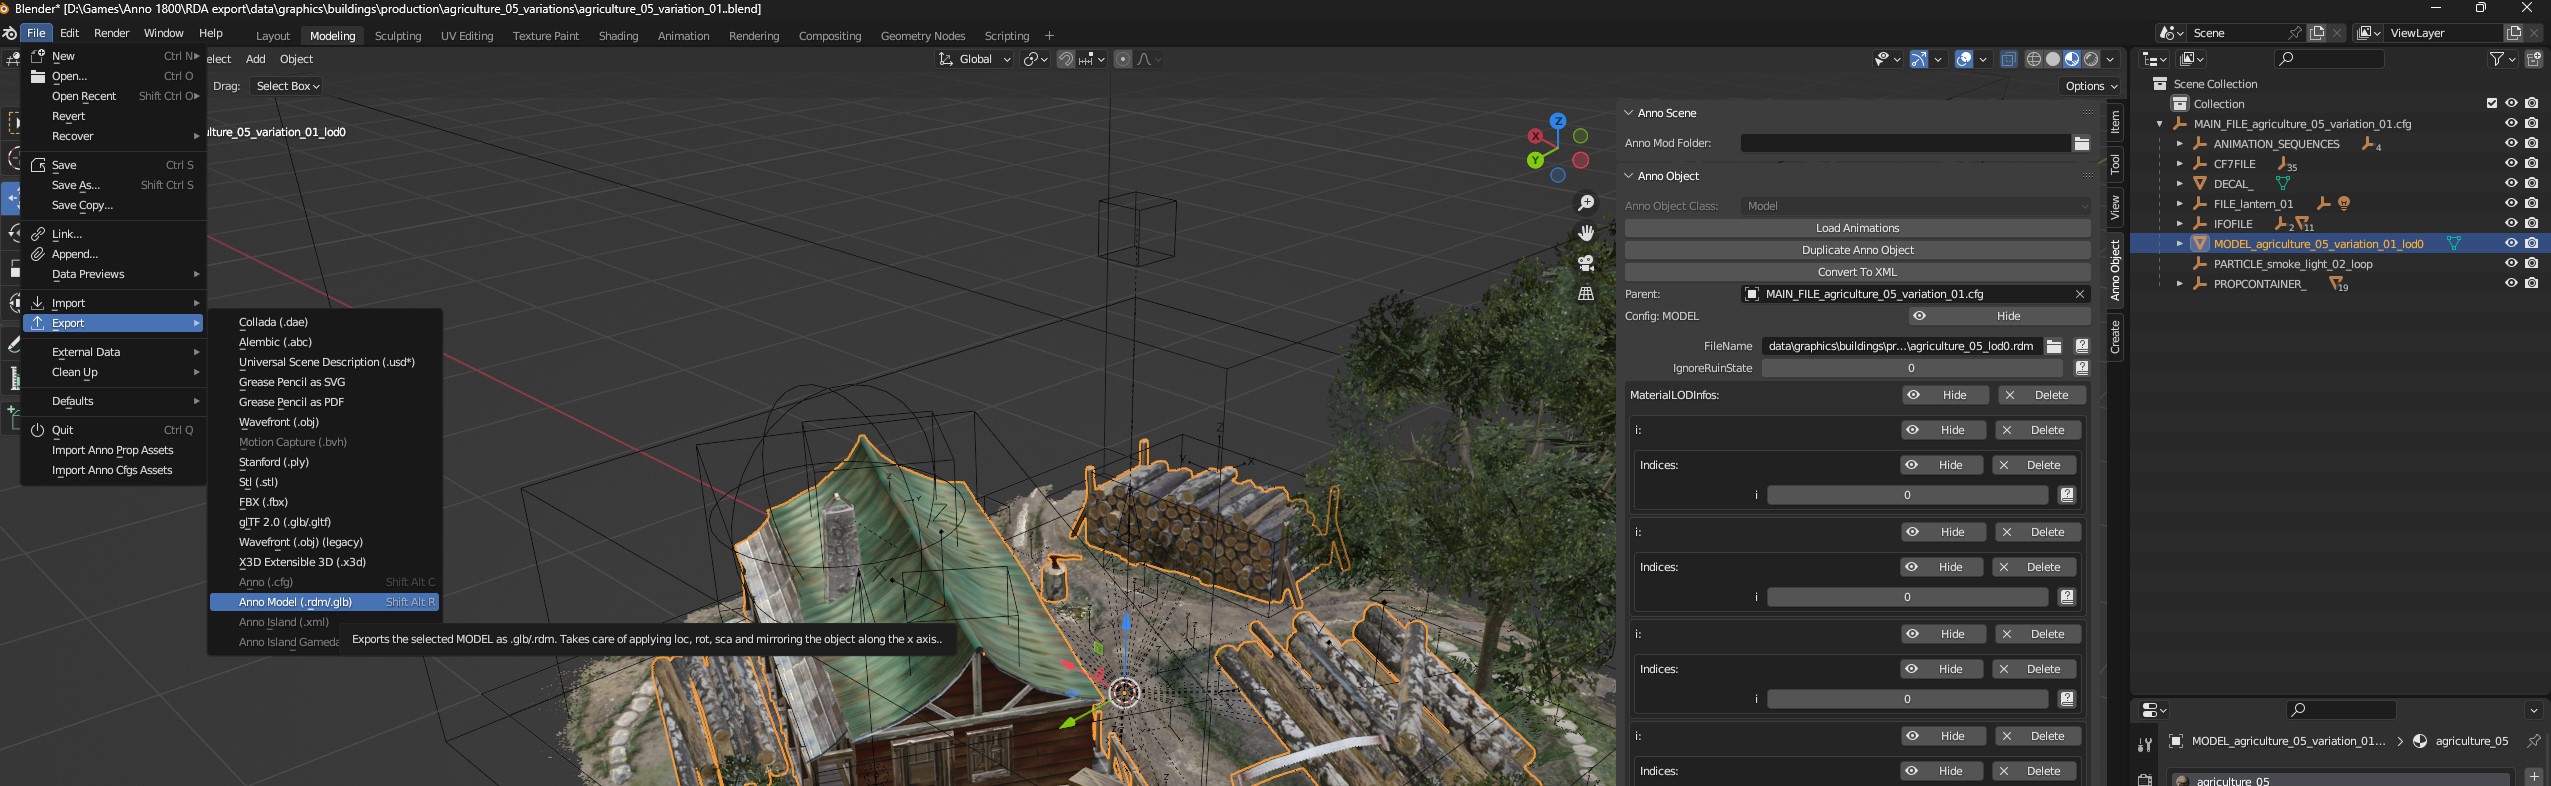 Blender* [D:\Games\Anno 1800\RDA export\data\graphics\buildings\production\agriculture_05_variations\agriculture_05_variation_01..blend]
File Edit Render Window Help
Layout Modeling Sculpting UV Editing Texture Paint Shading Animation Rendering Compositing Geometry Nodes Scripting +
Scene
ViewLayer
New Ctrl N
Open... Ctrl O
Open Recent Shift Ctrl O
Revert
Recover
Save Ctrl S
Save As... Shift Ctrl S
Save Copy...
Link...
Append...
Data Previews
Import
Export
External Data
Clean Up
Defaults
Quit Ctrl Q
Import Anno Prop Assets
Import Anno Cfgs Assets
Collada (.dae)
Alembic (.abc)
Universal Scene Description (.usd*)
Grease Pencil as SVG
Grease Pencil as PDF
Wavefront (.obj)
Motion Capture (.bvh)
Stanford (.ply)
Stl (.stl)
FBX (.fbx)
glTF 2.0 (.glb/.gltf)
Wavefront (.obj) (legacy)
X3D Extensible 3D (.x3d)
Anno (.cfg) Shift Alt C
Anno Model (.rdm/.glb) Shift Alt R
Anno Island (.xml)
Anno Island Gameda
Exports the selected MODEL as .glb/.rdm. Takes care of applying loc, rot, sca and mirroring the object along the x axis..
elect Add Object
Global
Drag: Select Box
Options
ulture_05_variation_01_lod0
Z
X
Y
Anno Scene
Anno Mod Folder:
Anno Object
Anno Object Class: Model
Load Animations
Duplicate Anno Object
Convert To XML
Parent: MAIN_FILE_agriculture_05_variation_01.cfg
Config: MODEL Hide
FileName data\graphics\buildings\pr...\agriculture_05_lod0.rdm
IgnoreRuinState 0
MaterialLODInfos: Hide Delete
i: Hide Delete
Indices: Hide Delete
i 0
i: Hide Delete
Indices: Hide Delete
i 0
i: Hide Delete
Indices: Hide Delete
i 0
i: Hide Delete
Indices: Hide Delete
Item
Tool
View
Anno Object
Create
Scene Collection
Collection
MAIN_FILE_agriculture_05_variation_01.cfg
ANIMATION_SEQUENCES 4
CF7FILE 35
DECAL_
FILE_lantern_01
IFOFILE 2 11
MODEL_agriculture_05_variation_01_lod0
PARTICLE_smoke_light_02_loop
PROPCONTAINER_ 19
MODEL_agriculture_05_variation_01... > agriculture_05
agriculture_05